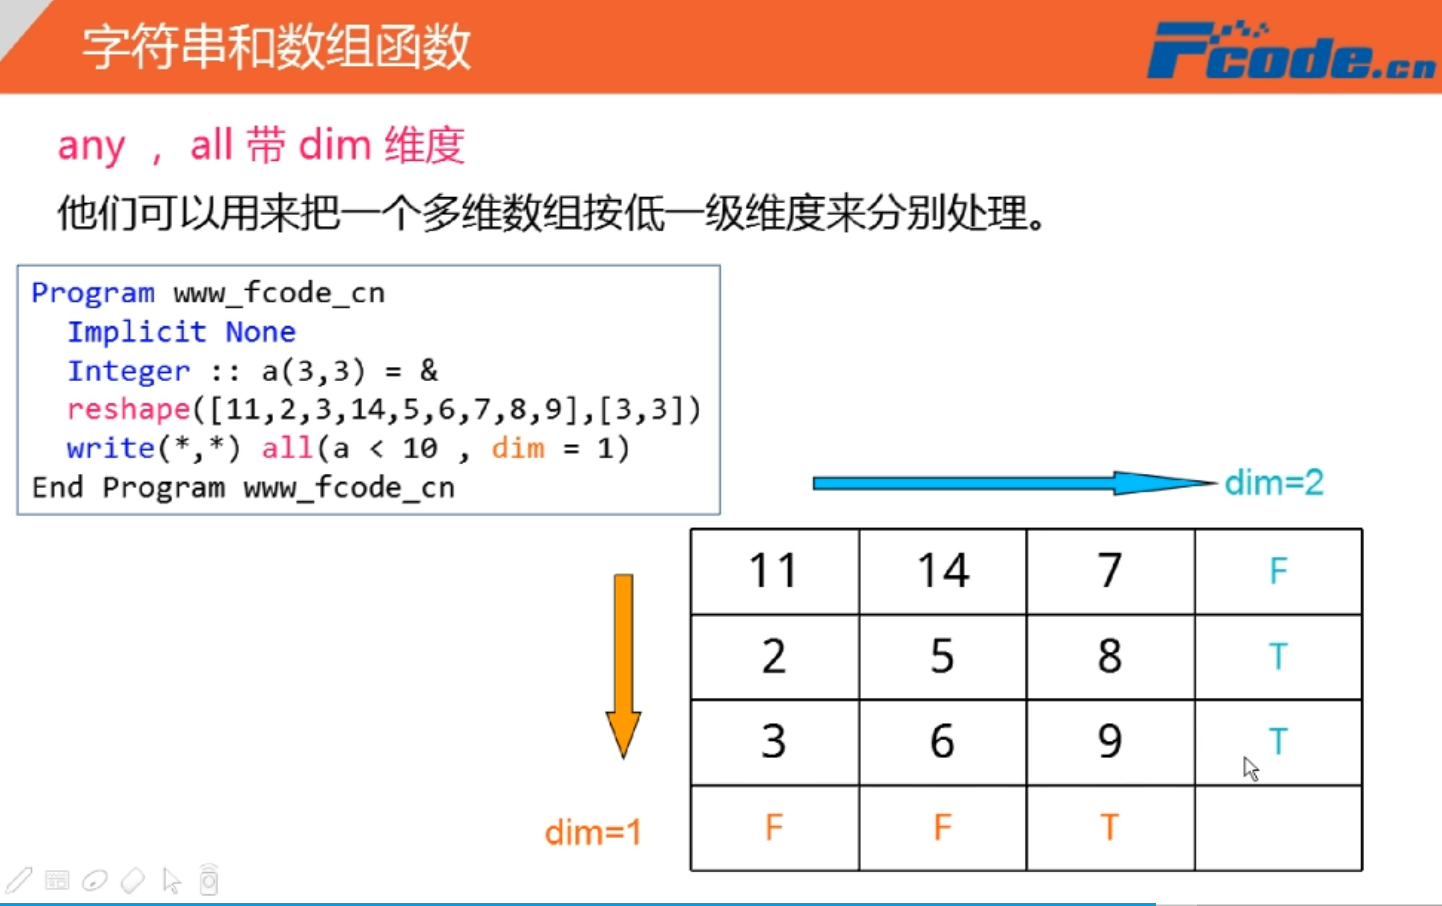 字符串和数组函数
Fcode.cn
any ，all 带 dim 维度
他们可以用来把一个多维数组按低一级维度来分别处理。
Program www_fcode_cn
Implicit None
Integer :: a(3,3) = &
reshape([11,2,3,14,5,6,7,8,9],[3,3])
write(*,*) all(a < 10 , dim = 1)
End Program www_fcode_cn
dim=2
11 14 7 F
2 5 8 T
3 6 9 T
dim=1 F F T